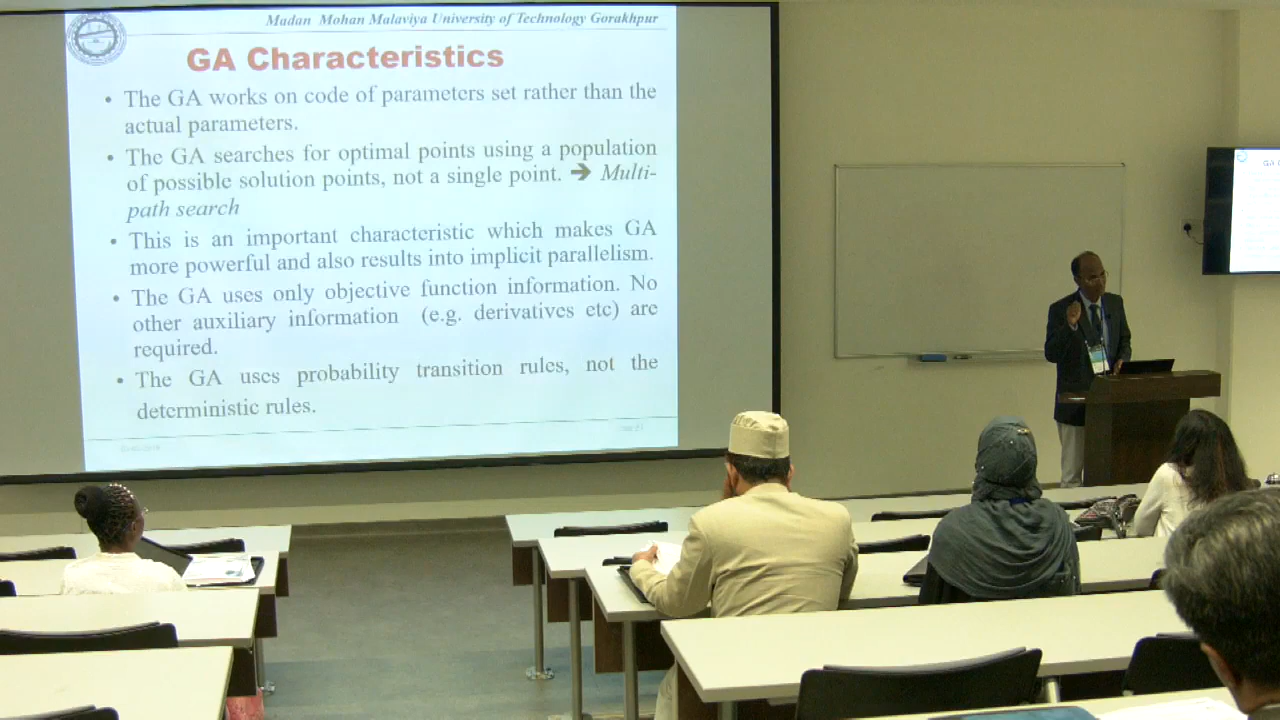 Madan Mohan Malaviya University of Technology Gorakhpur
GA Characteristics
• The GA works on code of parameters set rather than the
actual parameters.
• The GA searches for optimal points using a population
of possible solution points, not a single point. ➔ Multi-
path search
• This is an important characteristic which makes GA
more powerful and also results into implicit parallelism.
• The GA uses only objective function information. No
other auxiliary information (e.g. derivatives etc) are
required.
• The GA uses probability transition rules, not the
deterministic rules.